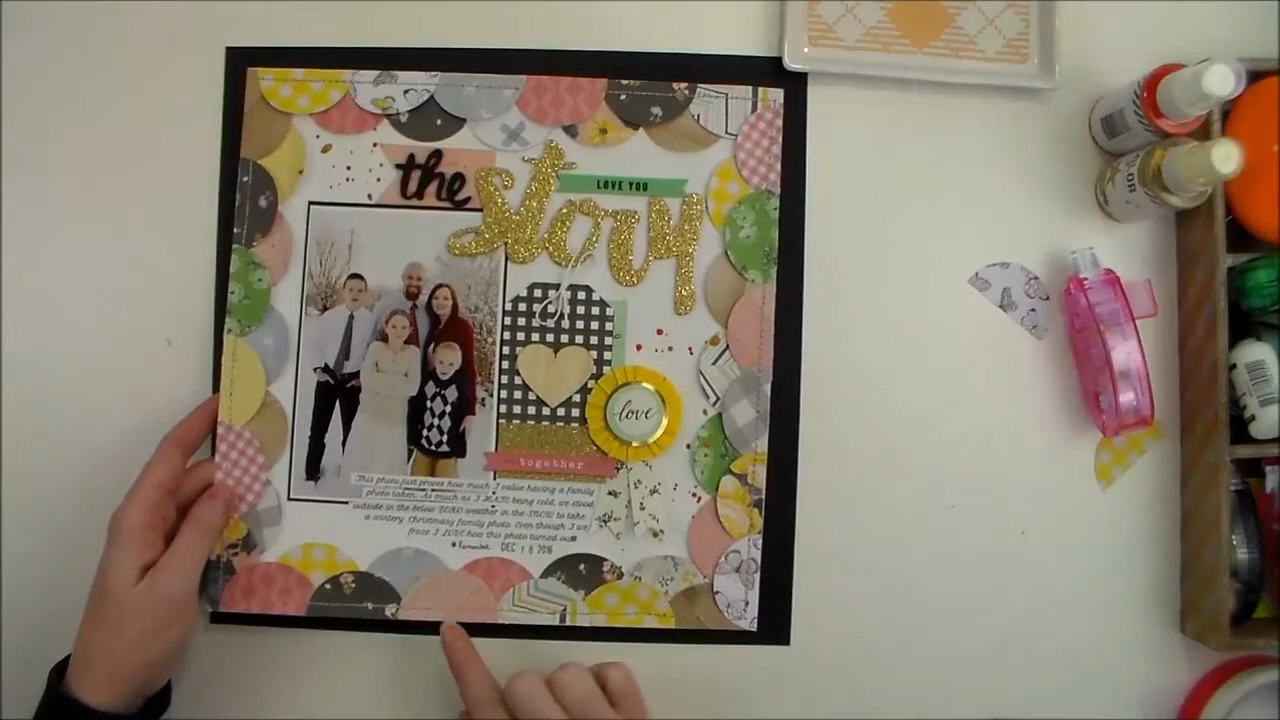 the
LOVE YOU
story
love
together
This photo just proves how much I value having a family
photo taken. As much as I HATE being cold, we stood
outside in the below ZERO weather in the SNOW to take
a wintery, Christmasy family photo. Even though I we
froze I LOVE how this photo turned out
DEC 18 2016